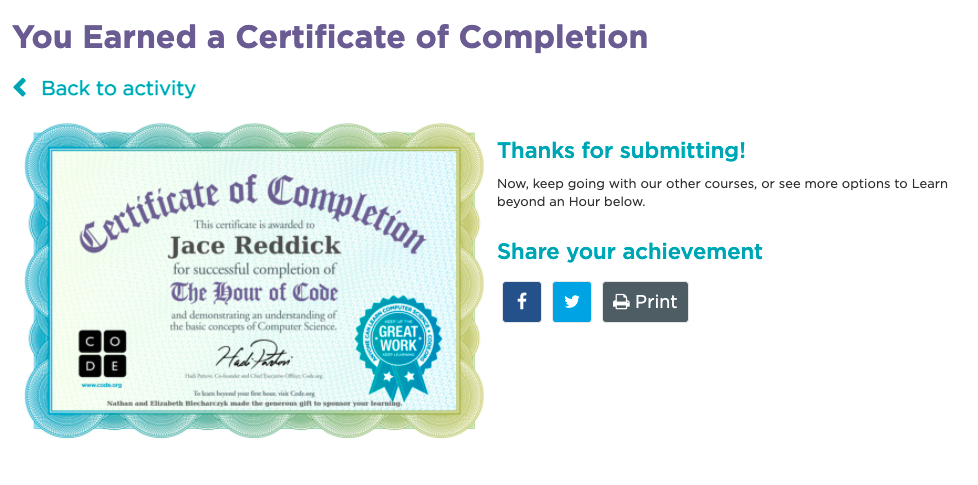 You Earned a Certificate of Completion
Back to activity
Certificate of Completion
This certificate is awarded to
Jace Reddick
for successful completion of
The Hour of Code
and demonstrating an understanding of
the basic concepts of Computer Science.
C O
D E
www.code.org
Hadi Partovi
Hadi Partovi, Co-founder and Chief Executive Officer, Code.org
To learn beyond your first hour, visit Code.org
Nathan and Elizabeth Blecharczyk made the generous gift to sponsor your learning.
ANYONE CAN LEARN COMPUTER SCIENCE
CODE.ORG
KEEP UP THE
GREAT
WORK
KEEP LEARNING
Thanks for submitting!
Now, keep going with our other courses, or see more options to Learn
beyond an Hour below.
Share your achievement
f
Print